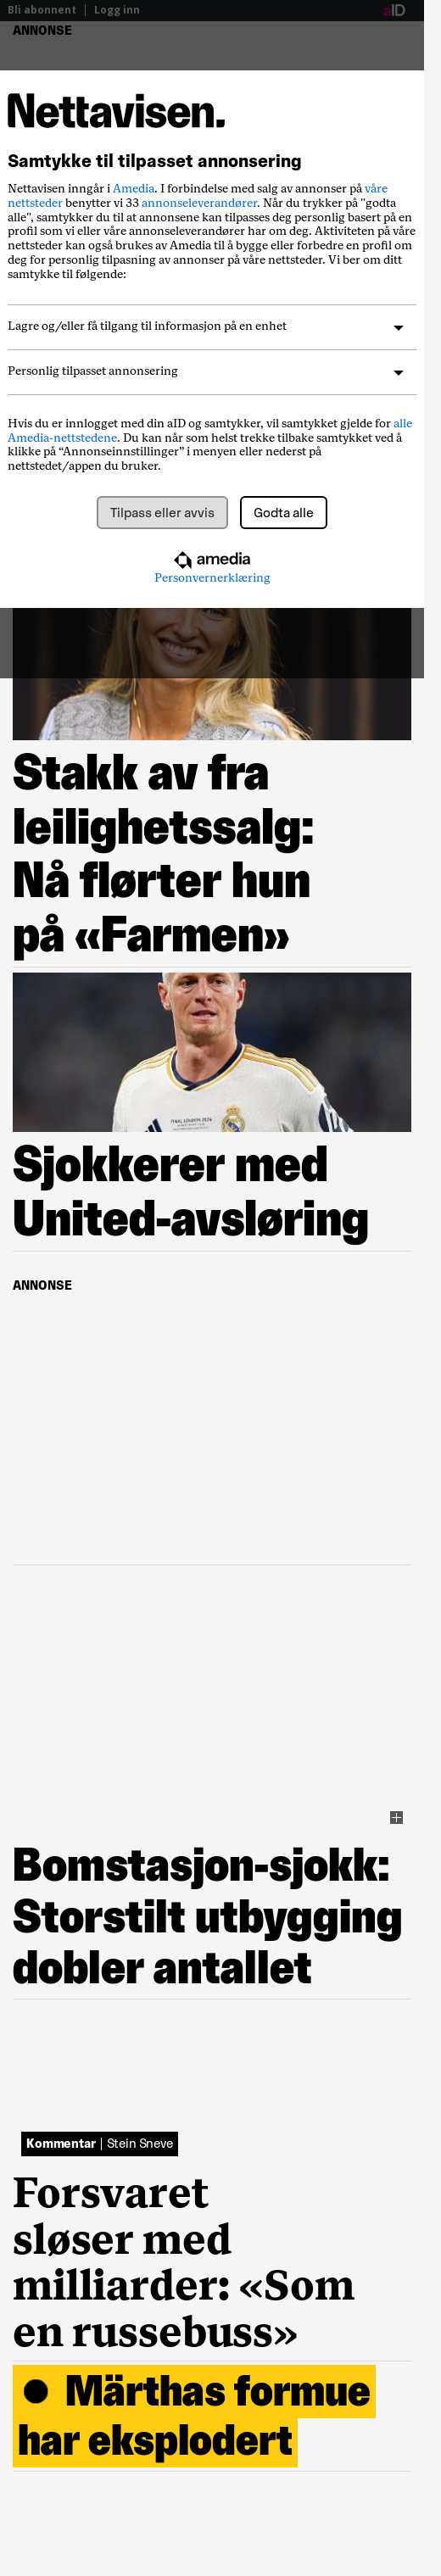 Bli abonnent | Logg inn
aID
ANNONSE
Nettavisen.
Samtykke til tilpasset annonsering
Nettavisen inngår i Amedia. I forbindelse med salg av annonser på våre
nettsteder benytter vi 33 annonseleverandører. Når du trykker på "godta
alle", samtykker du til at annonsene kan tilpasses deg personlig basert på en
profil som vi eller våre annonseleverandører har om deg. Aktiviteten på våre
nettsteder kan også brukes av Amedia til å bygge eller forbedre en profil om
deg for personlig tilpasning av annonser på våre nettsteder. Vi ber om ditt
samtykke til følgende:
Lagre og/eller få tilgang til informasjon på en enhet
Personlig tilpasset annonsering
Hvis du er innlogget med din aID og samtykker, vil samtykket gjelde for alle
Amedia-nettstedene. Du kan når som helst trekke tilbake samtykket ved å
klikke på “Annonseinnstillinger” i menyen eller nederst på
nettstedet/appen du bruker.
Tilpass eller avvis
Godta alle
amedia
Personvernerklæring
Stakk av fra
leilighetssalg:
Nå flørter hun
på «Farmen»
Sjokkerer med
United-avsløring
ANNONSE
Bomstasjon-sjokk:
Storstilt utbygging
dobler antallet
Kommentar | Stein Sneve
Forsvaret
sløser med
milliarder: «Som
en russebuss»
Märthas formue
har eksplodert